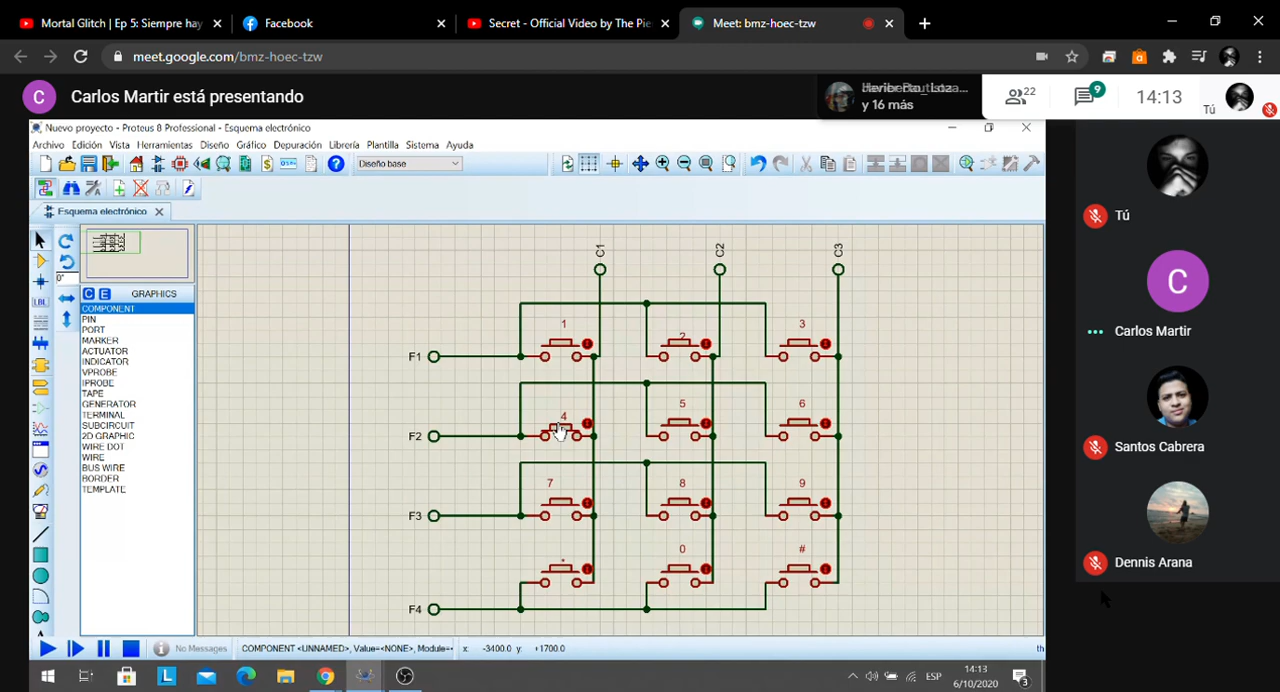 Mortal Glitch | Ep 5: Siempre hay
Facebook
Secret - Official Video by The Pie
Meet: bmz-hoec-tzw
meet.google.com/bmz-hoec-tzw
C
Carlos Martir está presentando
y 16 más
22
9
14:13
Tú
Nuevo proyecto - Proteus 8 Professional - Esquema electrónico
Archivo Edición Vista Herramientas Diseño Gráfico Depuración Librería Plantilla Sistema Ayuda
Diseño base
Esquema electrónico
0°
LBL
C E GRAPHICS
COMPONENT
PIN
PORT
MARKER
ACTUATOR
INDICATOR
VPROBE
IPROBE
TAPE
GENERATOR
TERMINAL
SUBCIRCUIT
2D GRAPHIC
WIRE DOT
WIRE
BUS WIRE
BORDER
TEMPLATE
C1 C2 C3
1 2 3
F1
4 5 6
F2
7 8 9
F3
* 0 #
F4
Tú
C
Carlos Martir
Santos Cabrera
Dennis Arana
No Messages
COMPONENT <UNNAMED>, Value=<NONE>, Module=<
x: -3400.0 y: +1700.0
th
L
ESP
14:13
6/10/2020
3